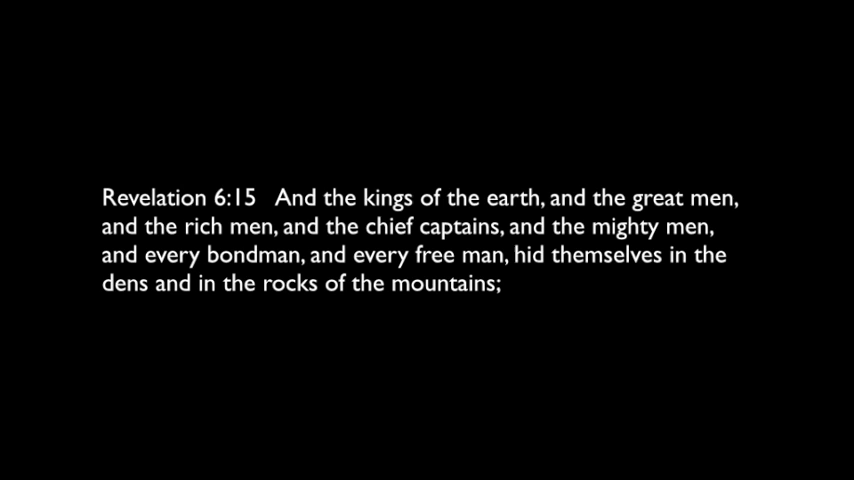 Revelation 6:15 And the kings of the earth, and the great men,
and the rich men, and the chief captains, and the mighty men,
and every bondman, and every free man, hid themselves in the
dens and in the rocks of the mountains;